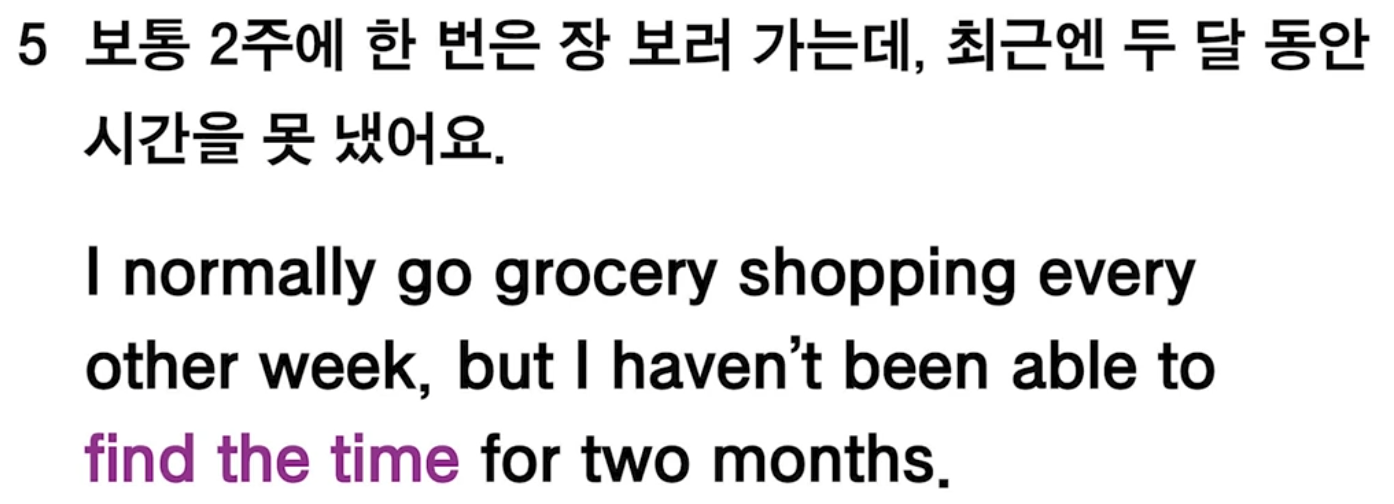 5 보통 2주에 한 번은 장 보러 가는데, 최근엔 두 달 동안
시간을 못 냈어요.
I normally go grocery shopping every
other week, but I haven’t been able to
find the time for two months.